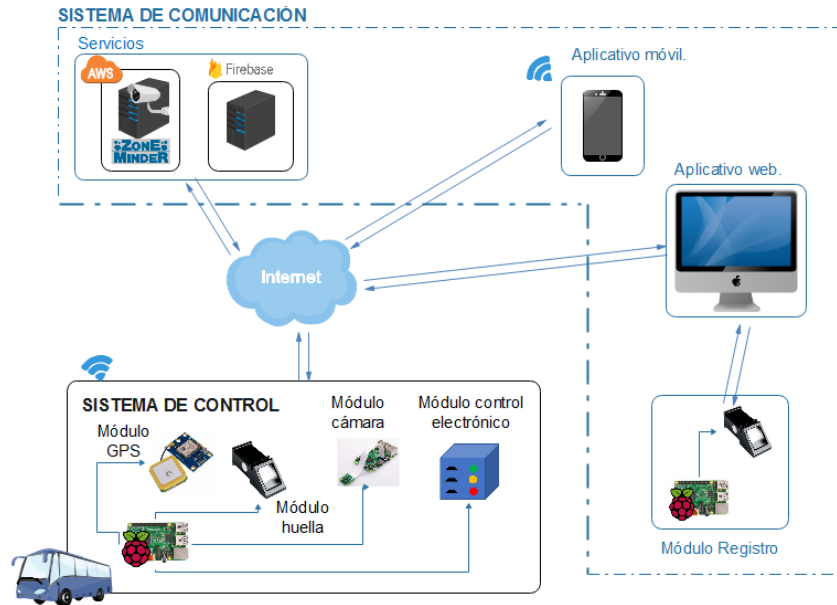 SISTEMA DE COMUNICACIÓN
Servicios
AWS
Firebase
ZONE
MINDER
Aplicativo móvil.
Aplicativo web.
Internet
SISTEMA DE CONTROL
Módulo
GPS
Módulo
huella
Módulo
cámara
Módulo control
electrónico
Módulo Registro